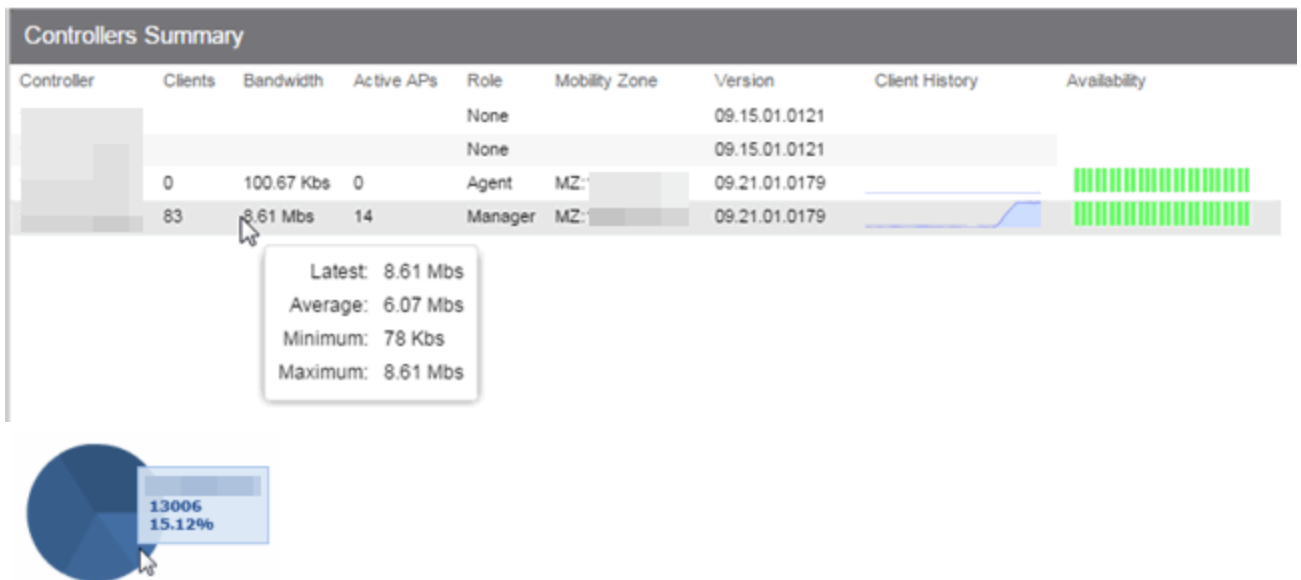 Controllers Summary
Controller Clients Bandwidth Active APs Role Mobility Zone Version Client History Availability
None 09.15.01.0121
None 09.15.01.0121
0 100.67 Kbs 0 Agent MZ: 09.21.01.0179
83 8.61 Mbs 14 Manager MZ: 09.21.01.0179
Latest: 8.61 Mbs
Average: 6.07 Mbs
Minimum: 78 Kbs
Maximum: 8.61 Mbs
13006
15.12%